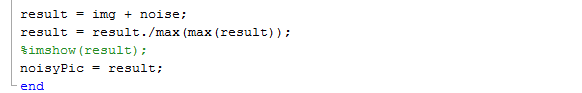 result = img + noise;
result = result./max(max(result));
%imshow(result);
noisyPic = result;
end